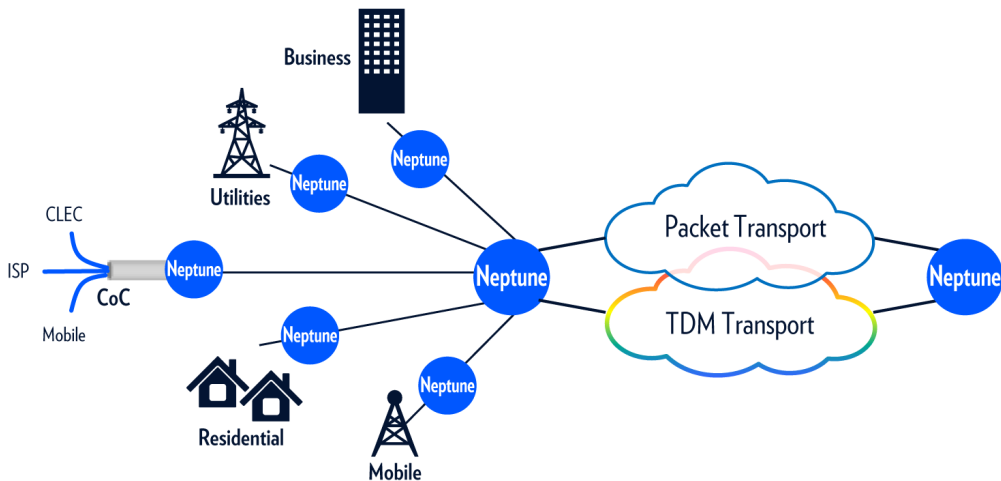 Business
Neptune
Utilities
Neptune
CLEC
ISP
Mobile
CoC
Neptune
Neptune
Residential
Neptune
Mobile
Neptune
Packet Transport
TDM Transport
Neptune